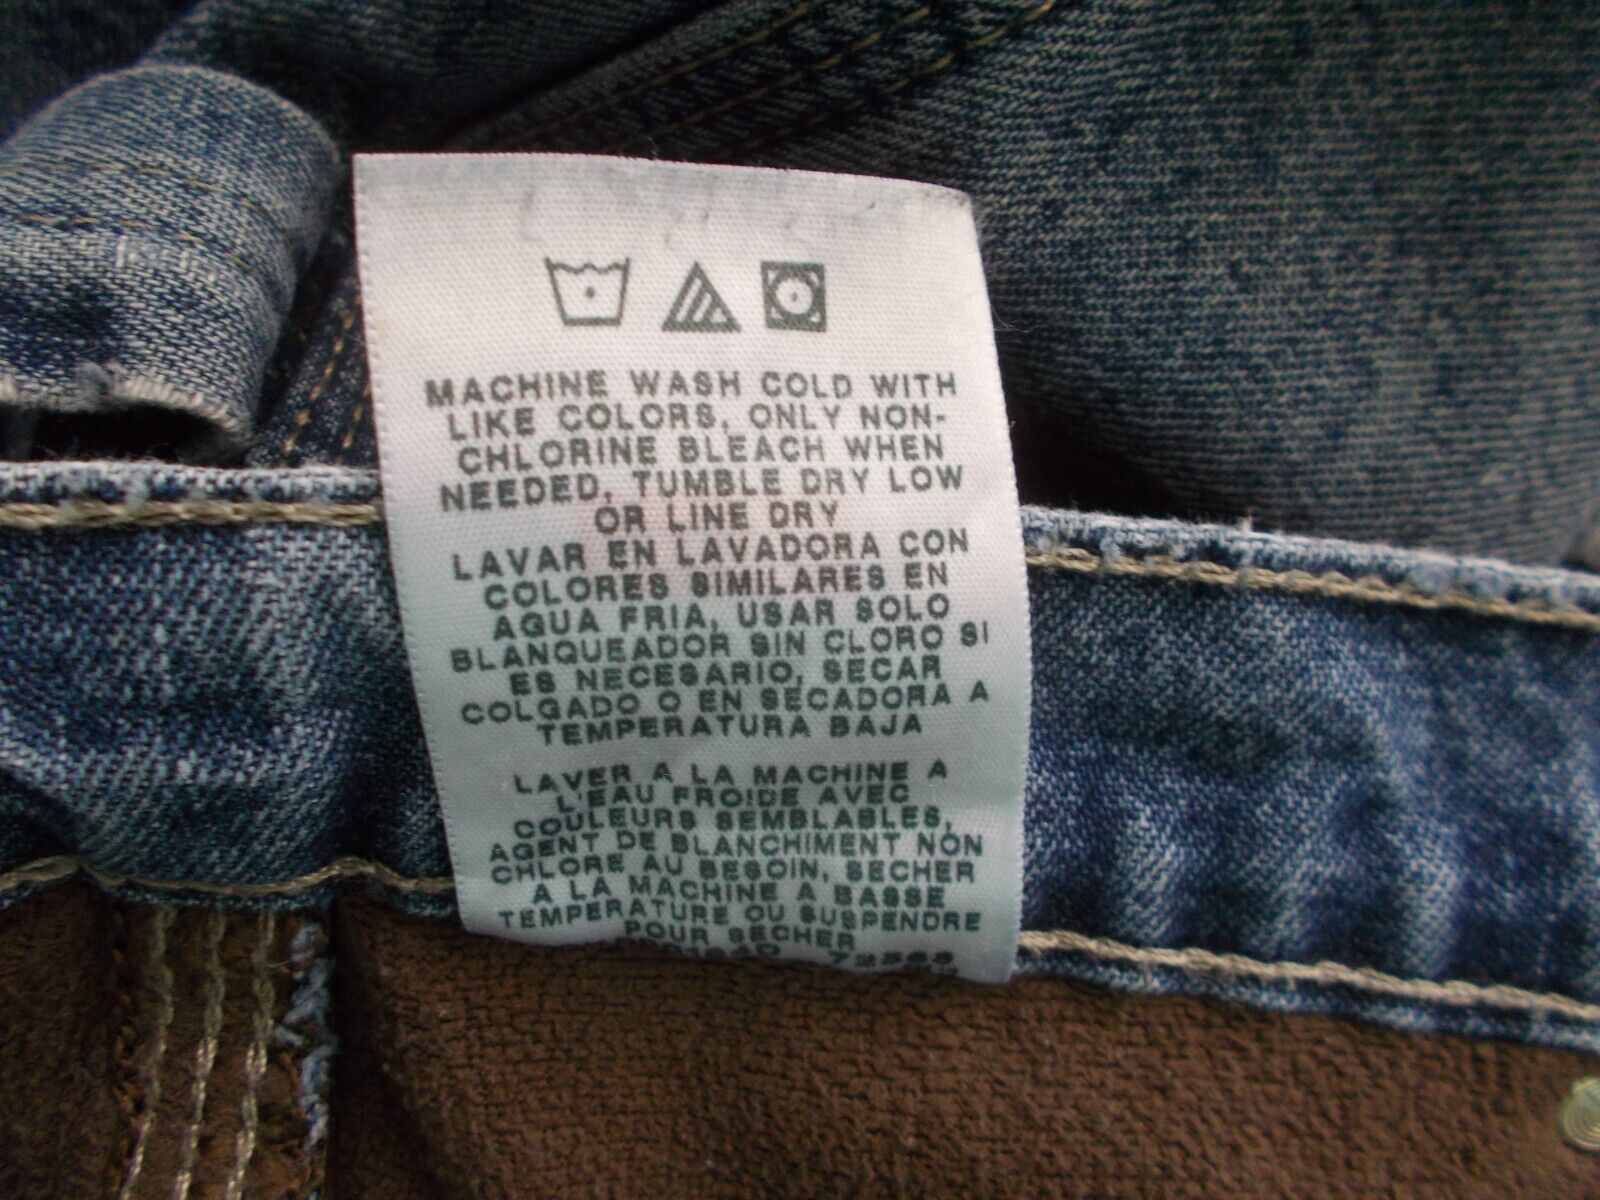 MACHINE WASH COLD WITH
LIKE COLORS, ONLY NON-
CHLORINE BLEACH WHEN
NEEDED, TUMBLE DRY LOW
OR LINE DRY
LAVAR EN LAVADORA CON
COLORES SIMILARES EN
AGUA FRIA, USAR SOLO
BLANQUEADOR SIN CLORO SI
ES NECESARIO, SECAR
COLGADO O EN SECADORA A
TEMPERATURA BAJA
LAVER A LA MACHINE A
L'EAU FROIDE AVEC
COULEURS SEMBLABLES,
AGENT DE BLANCHIMENT NON
CHLORE AU BESOIN, SECHER
A LA MACHINE A BASSE
TEMPERATURE OU SUSPENDRE
POUR SECHER